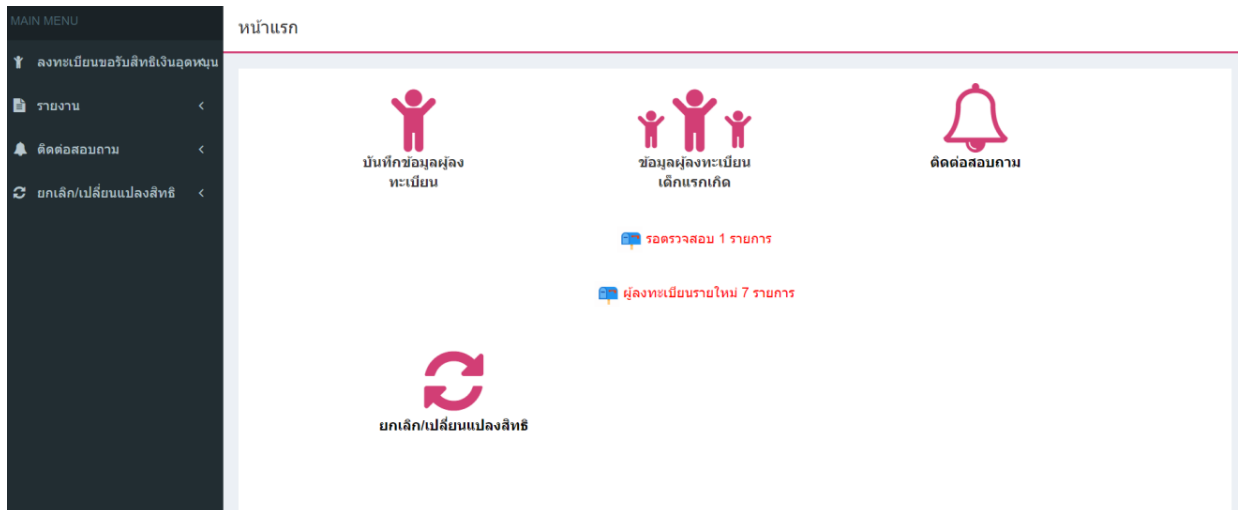 MAIN MENU
หน้าแรก
ลงทะเบียนขอรับสิทธิเงินอุดหนุน
รายงาน
ติดต่อสอบถาม
ยกเลิก/เปลี่ยนแปลงสิทธิ
บันทึกข้อมูลผู้ลง
ทะเบียน
ข้อมูลผู้ลงทะเบียน
เด็กแรกเกิด
ติดต่อสอบถาม
รอตรวจสอบ 1 รายการ
ผู้ลงทะเบียนรายใหม่ 7 รายการ
ยกเลิก/เปลี่ยนแปลงสิทธิ